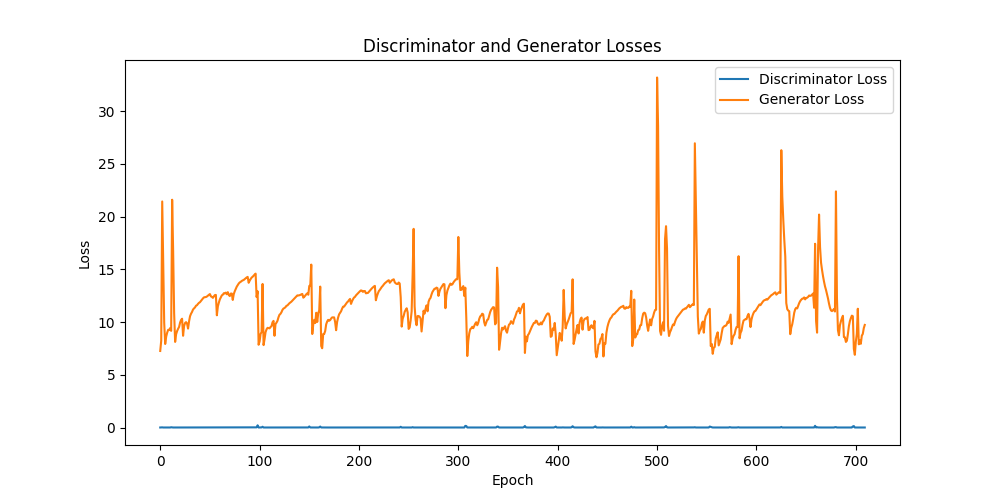 Discriminator and Generator Losses
Discriminator Loss
Generator Loss
30
25
20
15
10
5
0
Loss
0 100 200 300 400 500 600 700
Epoch